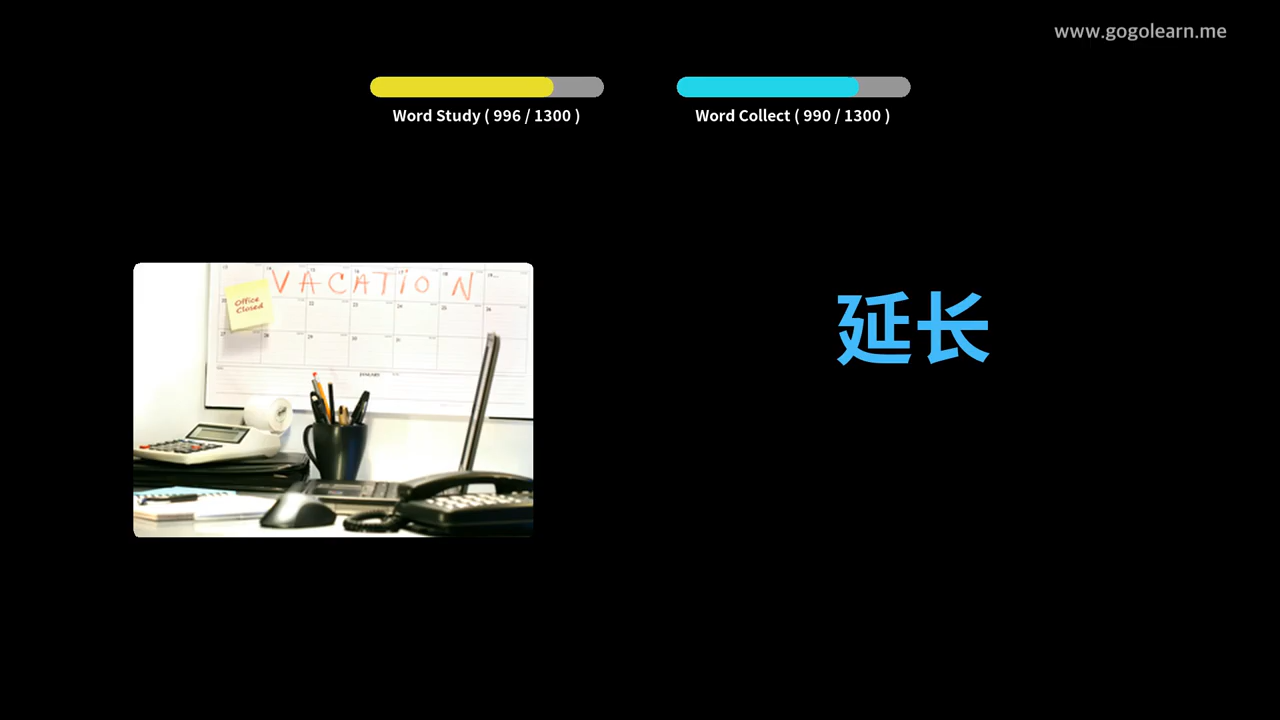 www.gogolearn.me
Word Study ( 996 / 1300 )
Word Collect ( 990 / 1300 )
VACATION
Office
Closed
延长